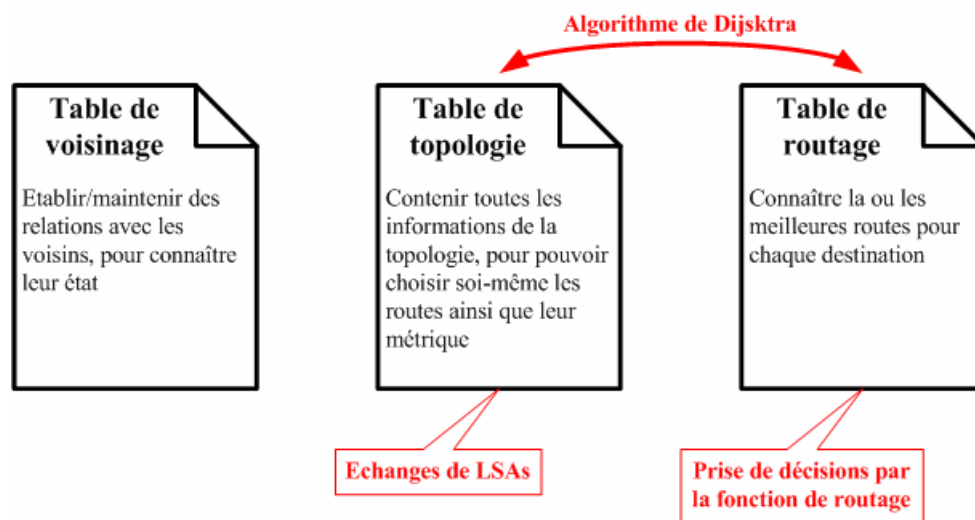 Algorithme de Dijsktra
Table de
voisinage
Etablir/maintenir des
relations avec les
voisins, pour connaître
leur état
Table de
topologie
Contenir toutes les
informations de la
topologie, pour pouvoir
choisir soi-même les
routes ainsi que leur
métrique
Table de
routage
Connaître la ou les
meilleures routes pour
chaque destination
Echanges de LSAs
Prise de décisions par
la fonction de routage